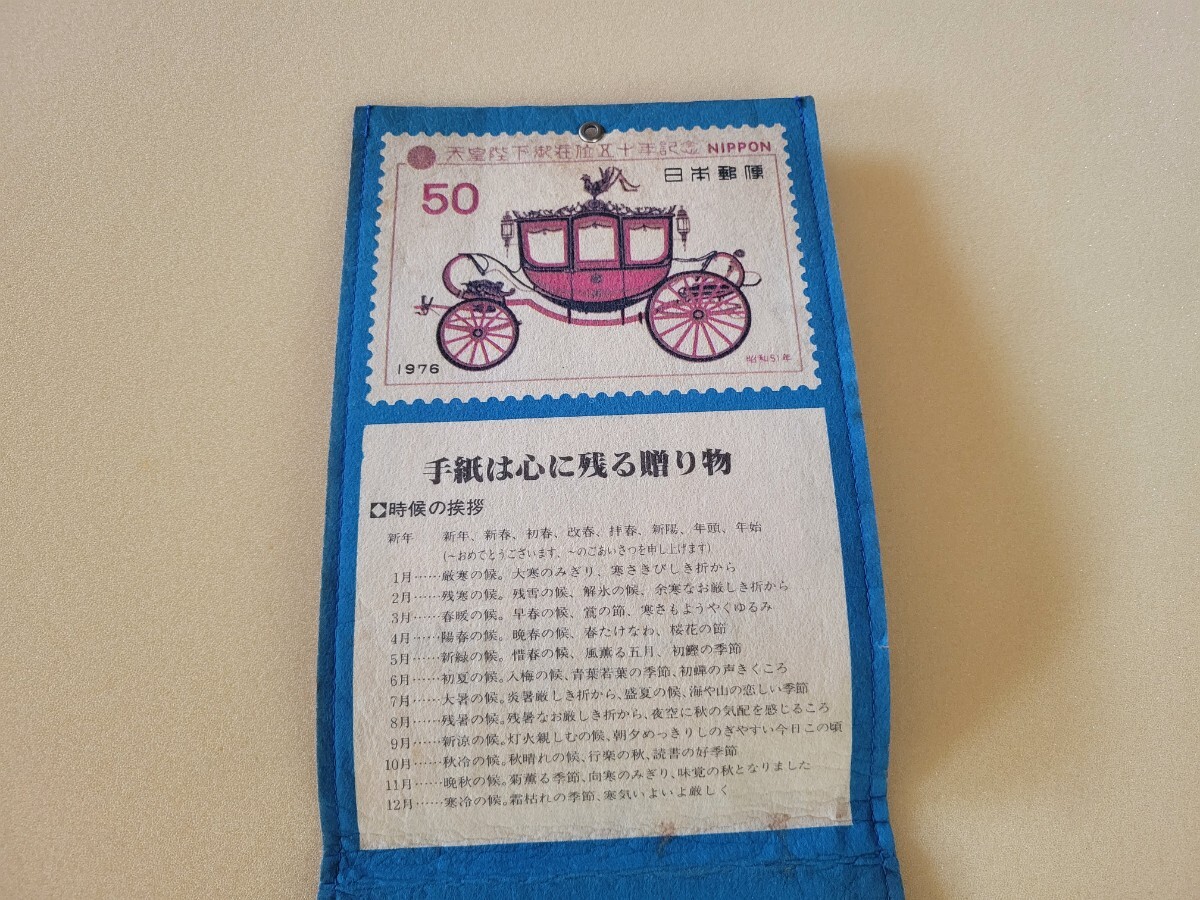 天皇陛下御在位五十年記念 NIPPON
日本郵便
50
1976
昭和51年
手紙は心に残る贈り物
時候の挨拶
新年 新年、新春、初春、改春、拝春、新陽、年頭、年始
(~おめでとうございます、~のごあいさつを申し上げます)
1月……厳寒の候。大寒のみぎり、寒さきびしき折から
2月……残寒の候。残雪の候、解氷の候、余寒なお厳しき折から
3月……春暖の候。早春の候、鶯の節、寒さもようやくゆるみ
4月……陽春の候。晩春の候、春たけなわ、桜花の節
5月……新緑の候。惜春の候、風薫る五月、初鰹の季節
6月……初夏の候。入梅の候、青葉若葉の季節、初蟬の声きくころ
7月……大暑の候。炎暑厳しき折から、盛夏の候、海や山の恋しい季節
8月……残暑の候。残暑なお厳しき折から、夜空に秋の気配を感じるころ
9月……新涼の候。灯火親しむの候、朝夕めっきりしのぎやすい今日この頃
10月……秋冷の候。秋晴れの候、行楽の秋、読書の好季節
11月……晩秋の候。菊薫る季節、向寒のみぎり、味覚の秋となりました
12月……寒冷の候。霜枯れの季節、寒気いよいよ厳しく